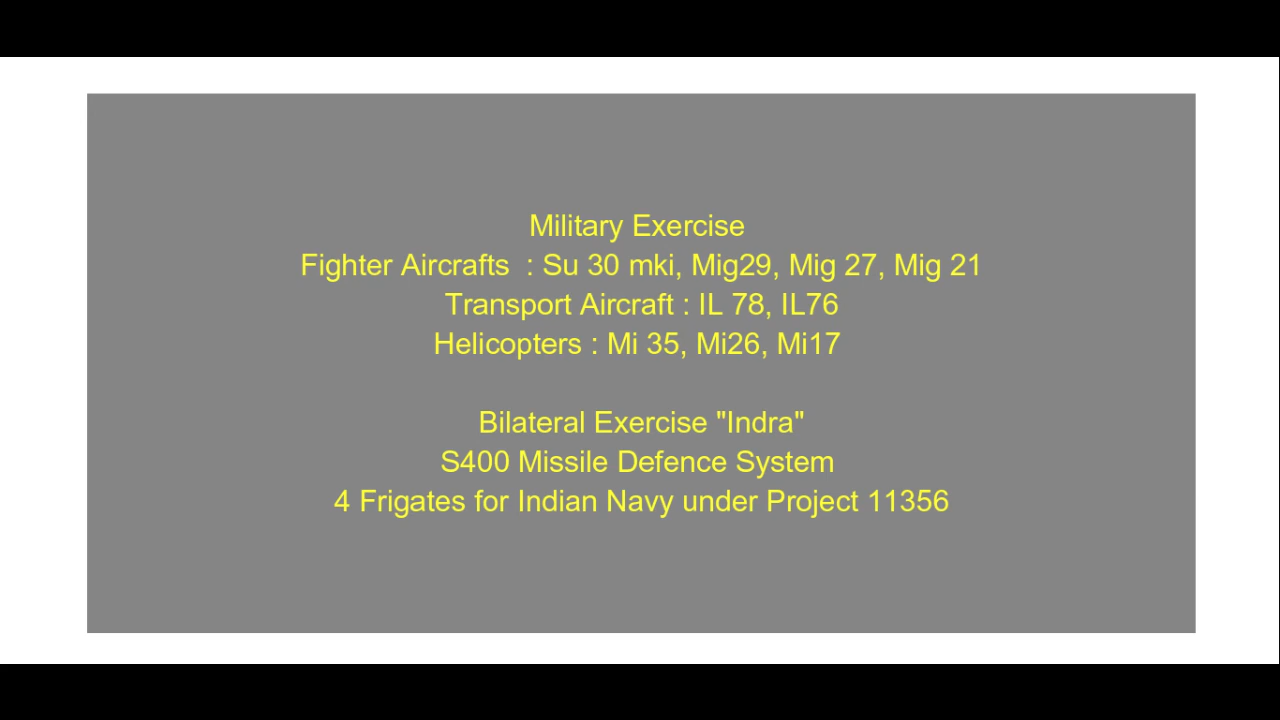 Military Exercise
Fighter Aircrafts : Su 30 mki, Mig29, Mig 27, Mig 21
Transport Aircraft : IL 78, IL76
Helicopters : Mi 35, Mi26, Mi17
Bilateral Exercise "Indra"
S400 Missile Defence System
4 Frigates for Indian Navy under Project 11356